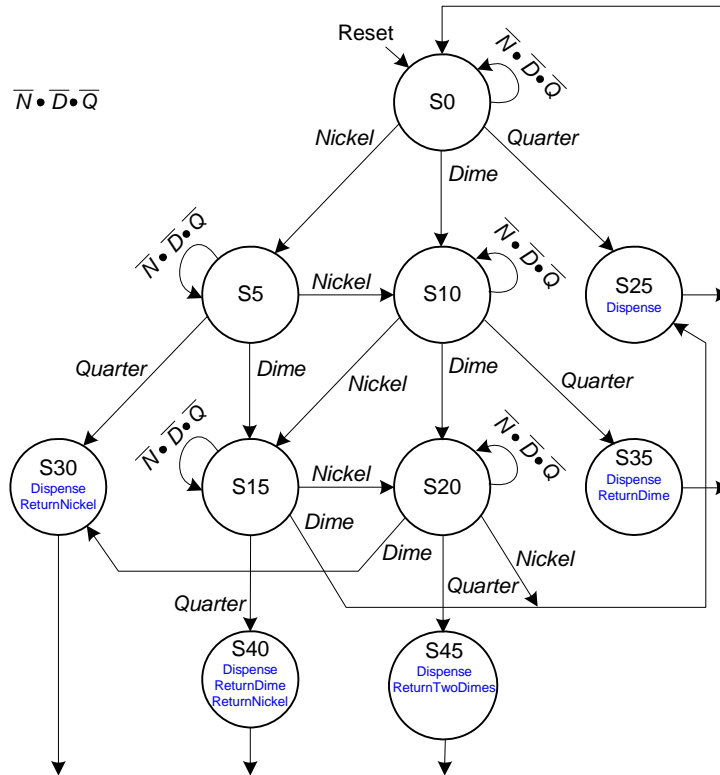 Reset
N̅ • D̅ • Q̅
N̅ • D̅ • Q̅
S0
Nickel
Quarter
Dime
N̅ • D̅ • Q̅
N̅ • D̅ • Q̅
S5
Nickel
S10
S25
Dispense
Quarter
Dime
Nickel
Dime
Quarter
N̅ • D̅ • Q̅
N̅ • D̅ • Q̅
S30
Dispense
ReturnNickel
S15
Nickel
S20
S35
Dispense
ReturnDime
Dime
Dime
Nickel
Quarter
Quarter
S40
Dispense
ReturnDime
ReturnNickel
S45
Dispense
ReturnTwoDimes